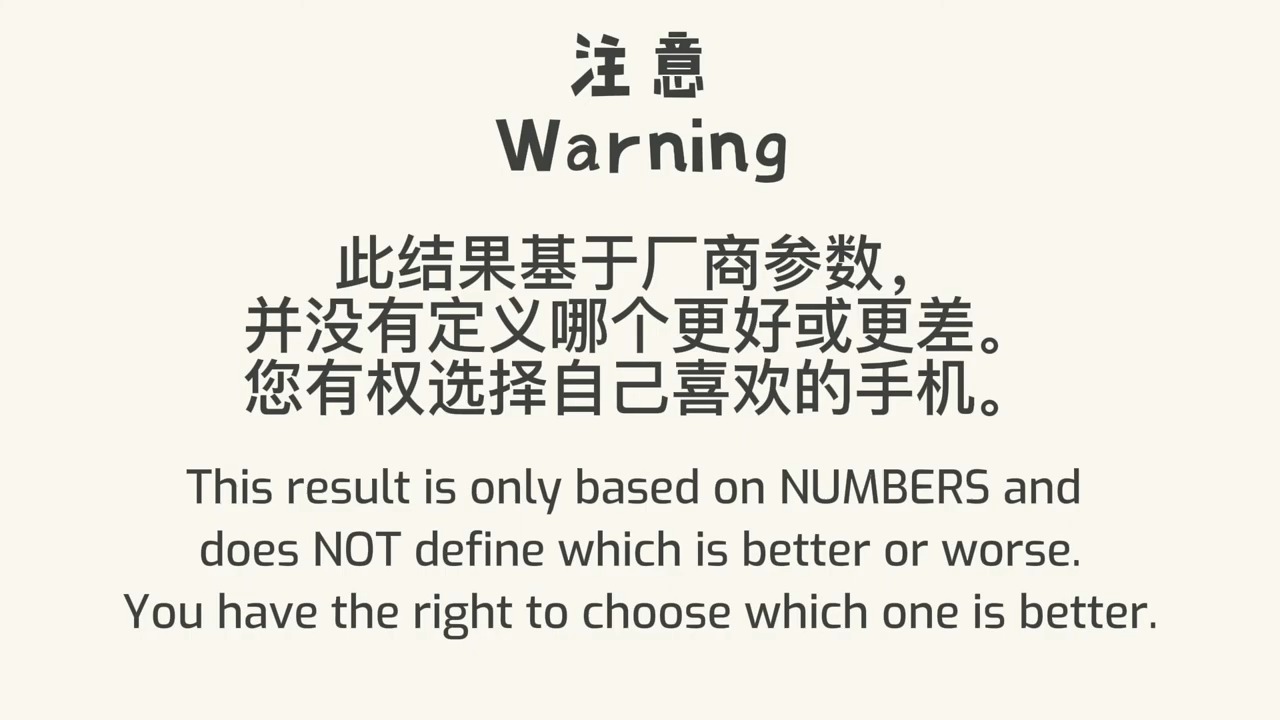 注意
Warning
此结果基于厂商参数，
并没有定义哪个更好或更差。
您有权选择自己喜欢的手机。
This result is only based on NUMBERS and
does NOT define which is better or worse.
You have the right to choose which one is better.